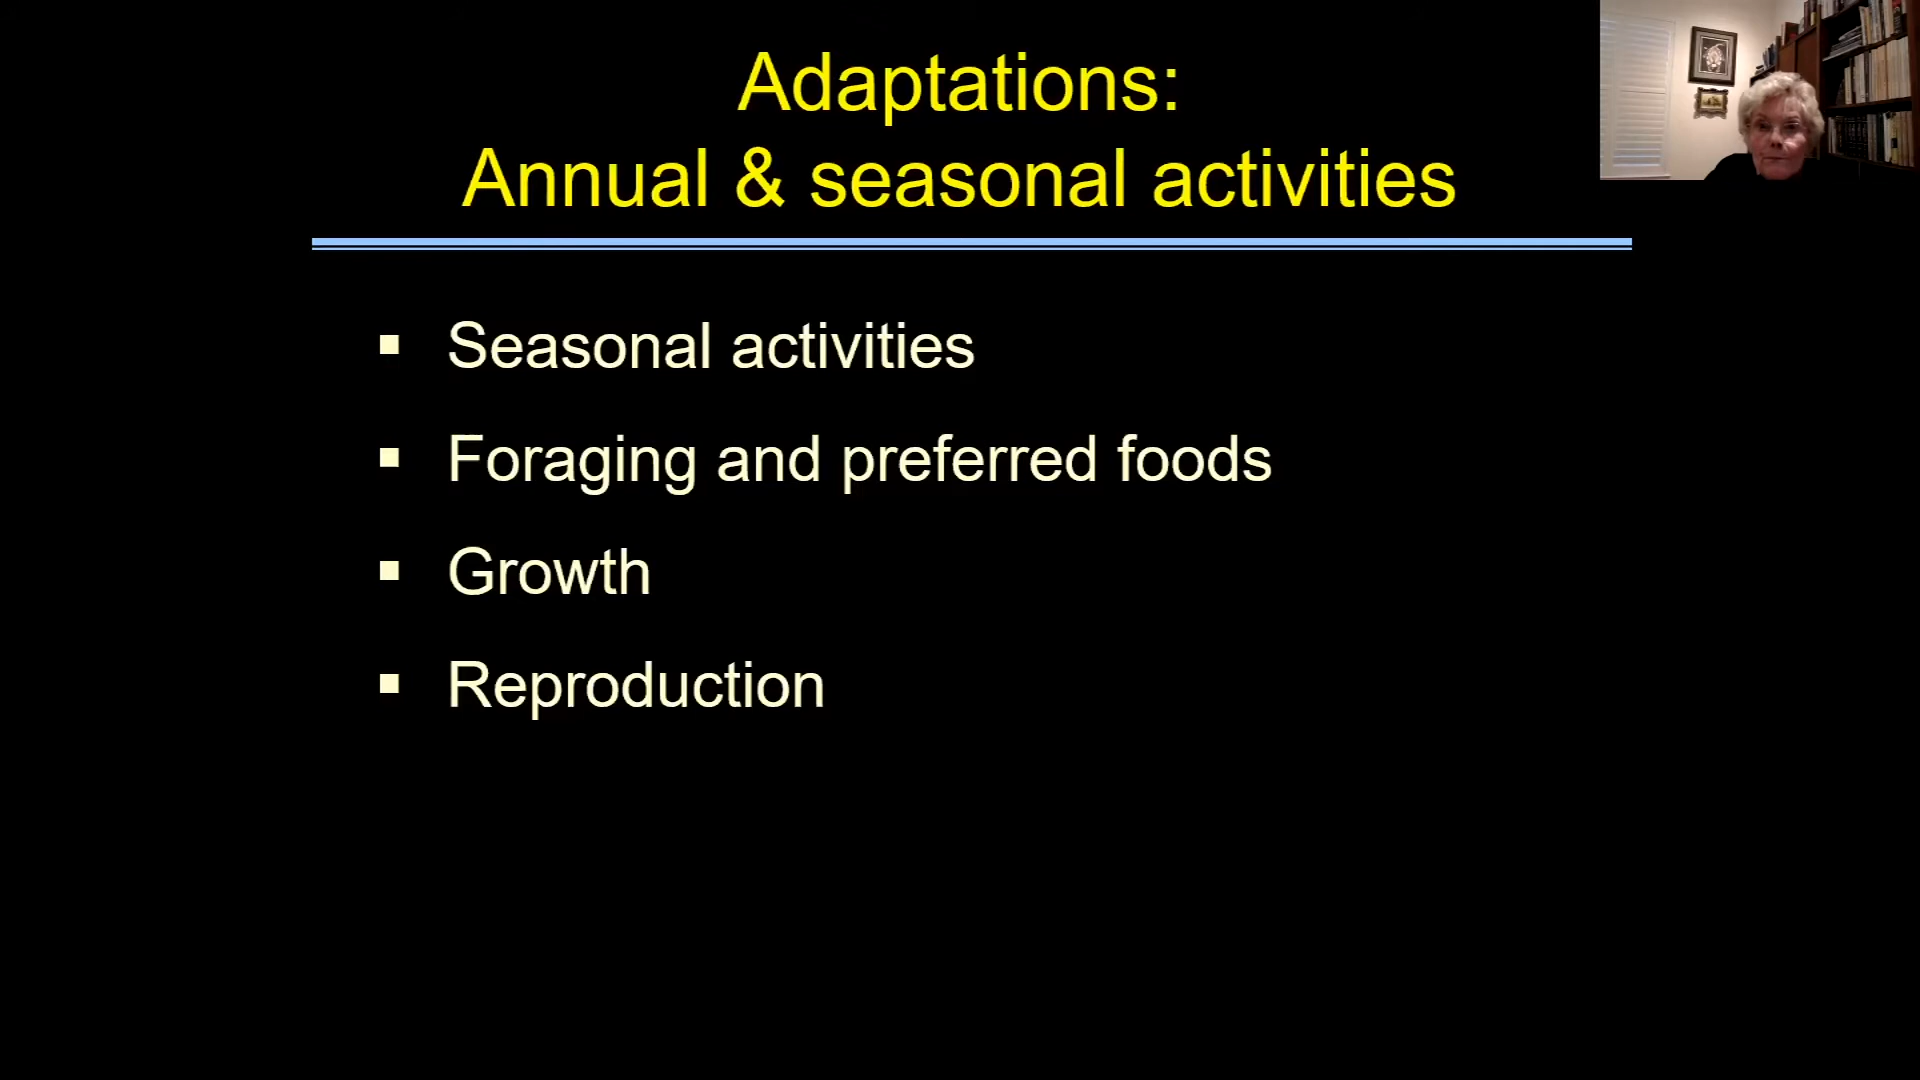 Adaptations:
Annual & seasonal activities
▪ Seasonal activities
▪ Foraging and preferred foods
▪ Growth
▪ Reproduction